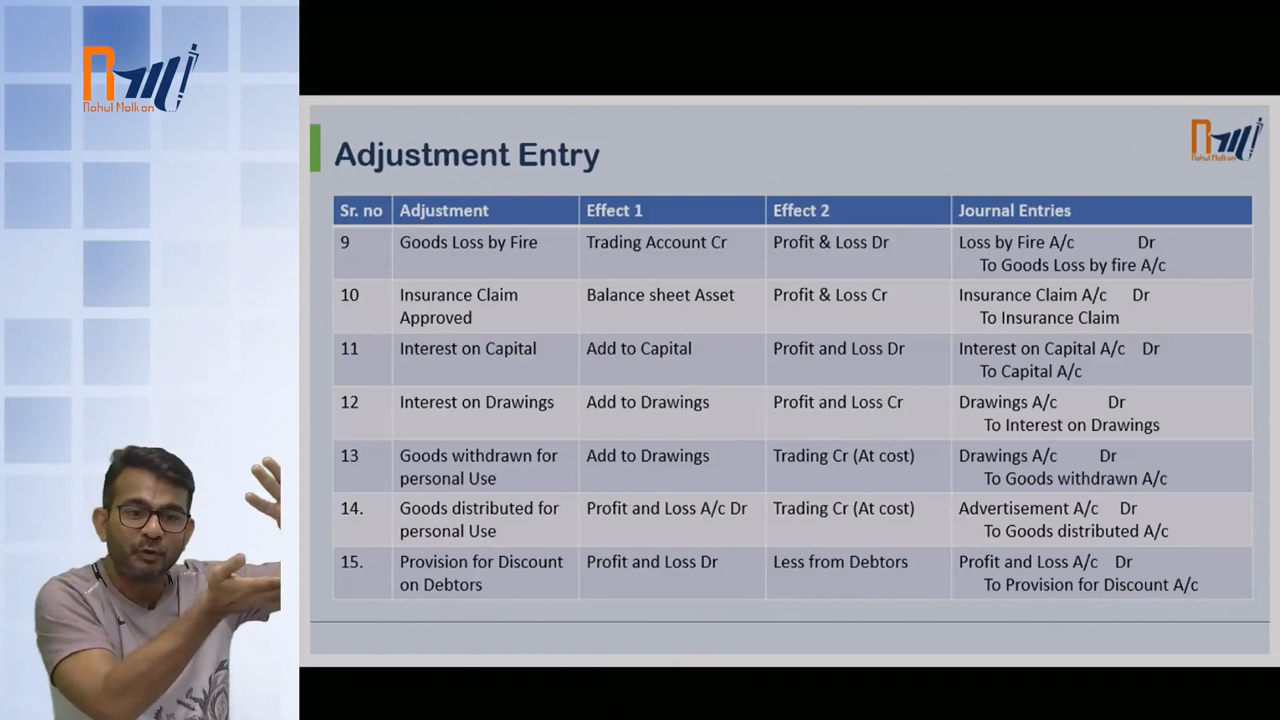 Rahul Malkan
Rahul Malkan
Adjustment Entry
Sr. no Adjustment Effect 1 Effect 2 Journal Entries
9 Goods Loss by Fire Trading Account Cr Profit & Loss Dr Loss by Fire A/c Dr
To Goods Loss by fire A/c
10 Insurance Claim Balance sheet Asset Profit & Loss Cr Insurance Claim A/c Dr
Approved To Insurance Claim
11 Interest on Capital Add to Capital Profit and Loss Dr Interest on Capital A/c Dr
To Capital A/c
12 Interest on Drawings Add to Drawings Profit and Loss Cr Drawings A/c Dr
To Interest on Drawings
13 Goods withdrawn for Add to Drawings Trading Cr (At cost) Drawings A/c Dr
personal Use To Goods withdrawn A/c
14. Goods distributed for Profit and Loss A/c Dr Trading Cr (At cost) Advertisement A/c Dr
personal Use To Goods distributed A/c
15. Provision for Discount Profit and Loss Dr Less from Debtors Profit and Loss A/c Dr
on Debtors To Provision for Discount A/c